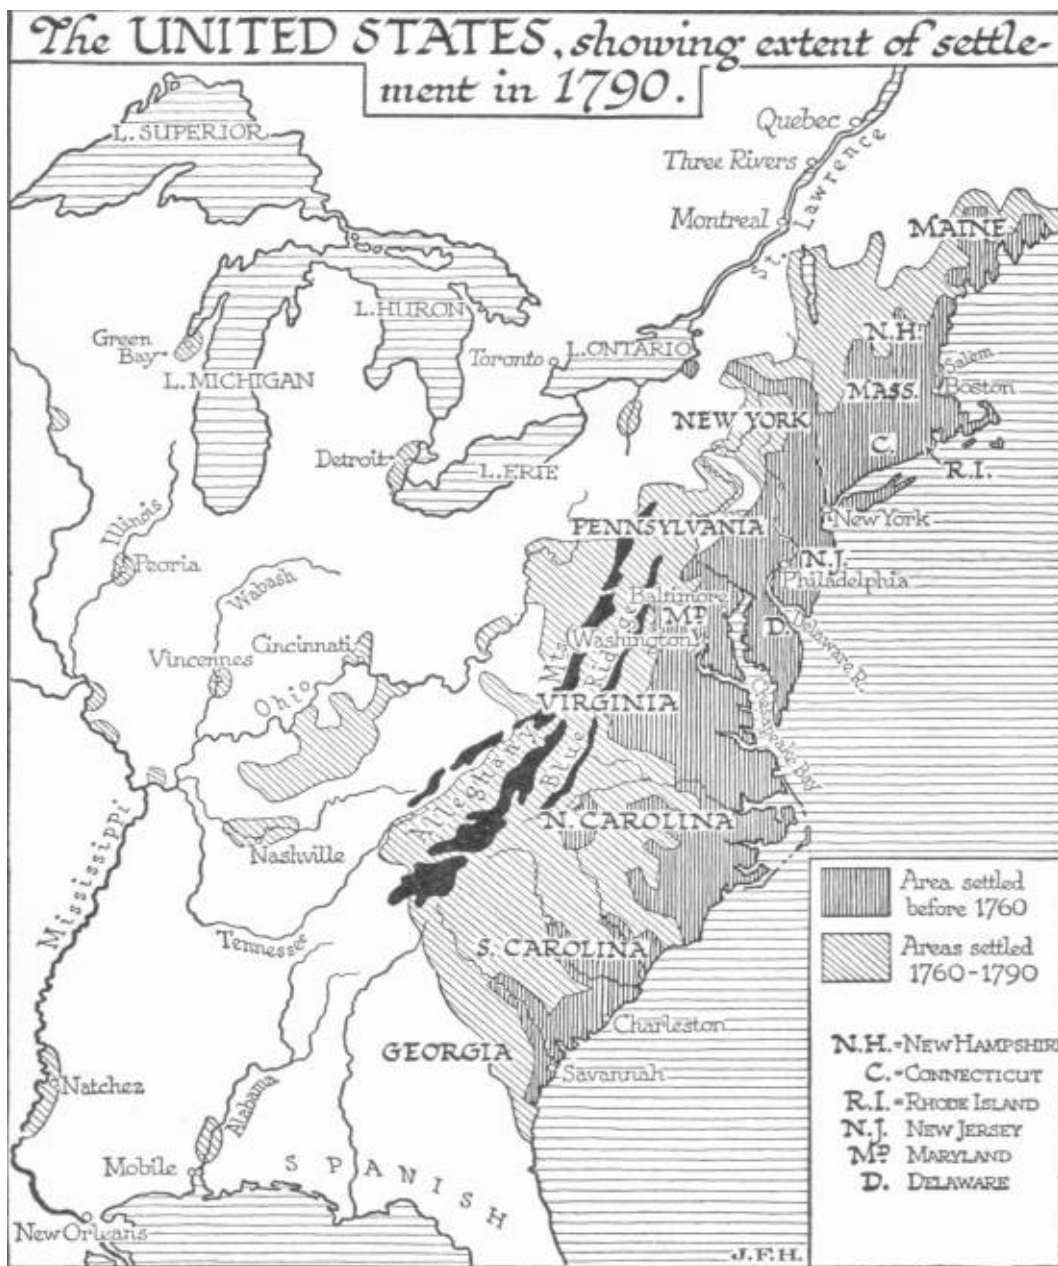 The UNITED STATES, showing extent of settle-
ment in 1790.
Quebec
Three Rivers
Montreal
St. Lawrence
L. SUPERIOR
MAINE
L. HURON
Green
Bay
Toronto
L. ONTARIO
N.H.
Salem
L. MICHIGAN
MASS.
Boston
NEW YORK
Detroit
L. ERIE
C.
R.I.
Illinois
PENNSYLVANIA
New York
Peoria
N.J.
Philadelphia
Wabash
Baltimore
Mᴰ
D.
Delaware R.
Cincinnati
Washington
Vincennes
Ohio
VIRGINIA
Chesapeake Bay
Alleghany Mts
Blue Ridge
N. CAROLINA
Nashville
Mississippi
Tennessee
S. CAROLINA
Charleston
GEORGIA
Savannah
Natchez
Alabama
Mobile
SPANISH
New Orleans
Area settled
before 1760
Areas settled
1760-1790
N.H.=NEW HAMPSHIRE
C.=CONNECTICUT
R.I.=RHODE ISLAND
N.J. NEW JERSEY
Mᴰ MARYLAND
D. DELAWARE
J.F.H.